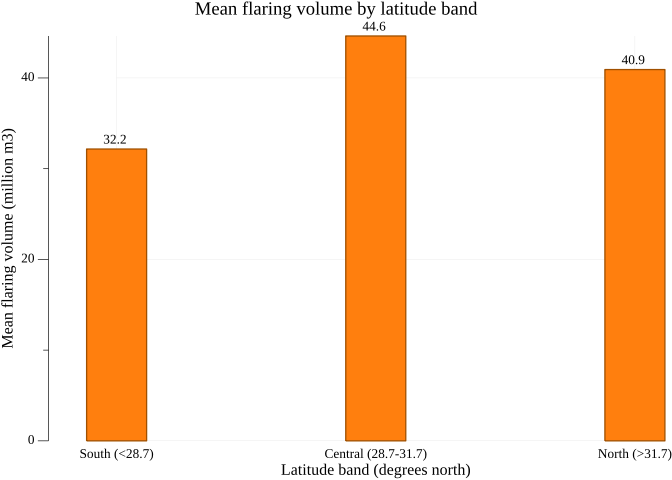 Mean flaring volume by latitude band
44.6
40.9
32.2
40
20
0
Mean flaring volume (million m3)
South (<28.7)
Central (28.7-31.7)
North (>31.7)
Latitude band (degrees north)